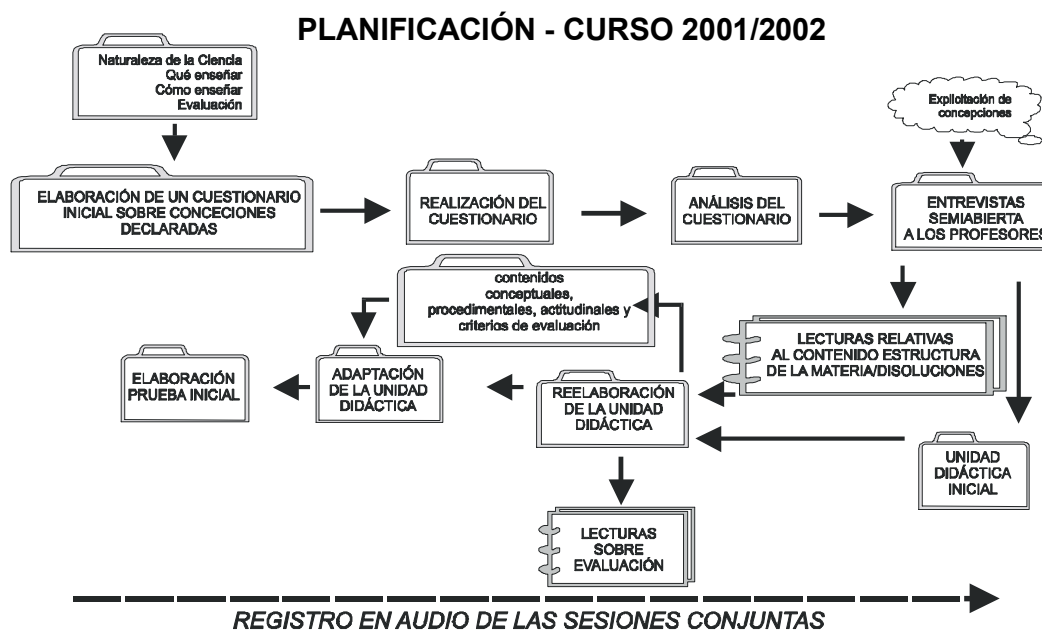 PLANIFICACIÓN - CURSO 2001/2002
Naturaleza de la Ciencia
Qué enseñar
Cómo enseñar
Evaluación
Explicitación de
concepciones
ELABORACIÓN DE UN CUESTIONARIO
INICIAL SOBRE CONCECIONES
DECLARADAS
REALIZACIÓN DEL
CUESTIONARIO
ANÁLISIS DEL
CUESTIONARIO
ENTREVISTAS
SEMIABIERTA
A LOS PROFESORES
contenidos
conceptuales,
procedimentales, actitudinales y
criterios de evaluación
LECTURAS RELATIVAS
AL CONTENIDO ESTRUCTURA
DE LA MATERIA/DISOLUCIONES
ELABORACIÓN
PRUEBA INICIAL
ADAPTACIÓN
DE LA UNIDAD
DIDÁCTICA
REELABORACIÓN
DE LA UNIDAD
DIDÁCTICA
UNIDAD
DIDÁCTICA
INICIAL
LECTURAS
SOBRE
EVALUACIÓN
REGISTRO EN AUDIO DE LAS SESIONES CONJUNTAS